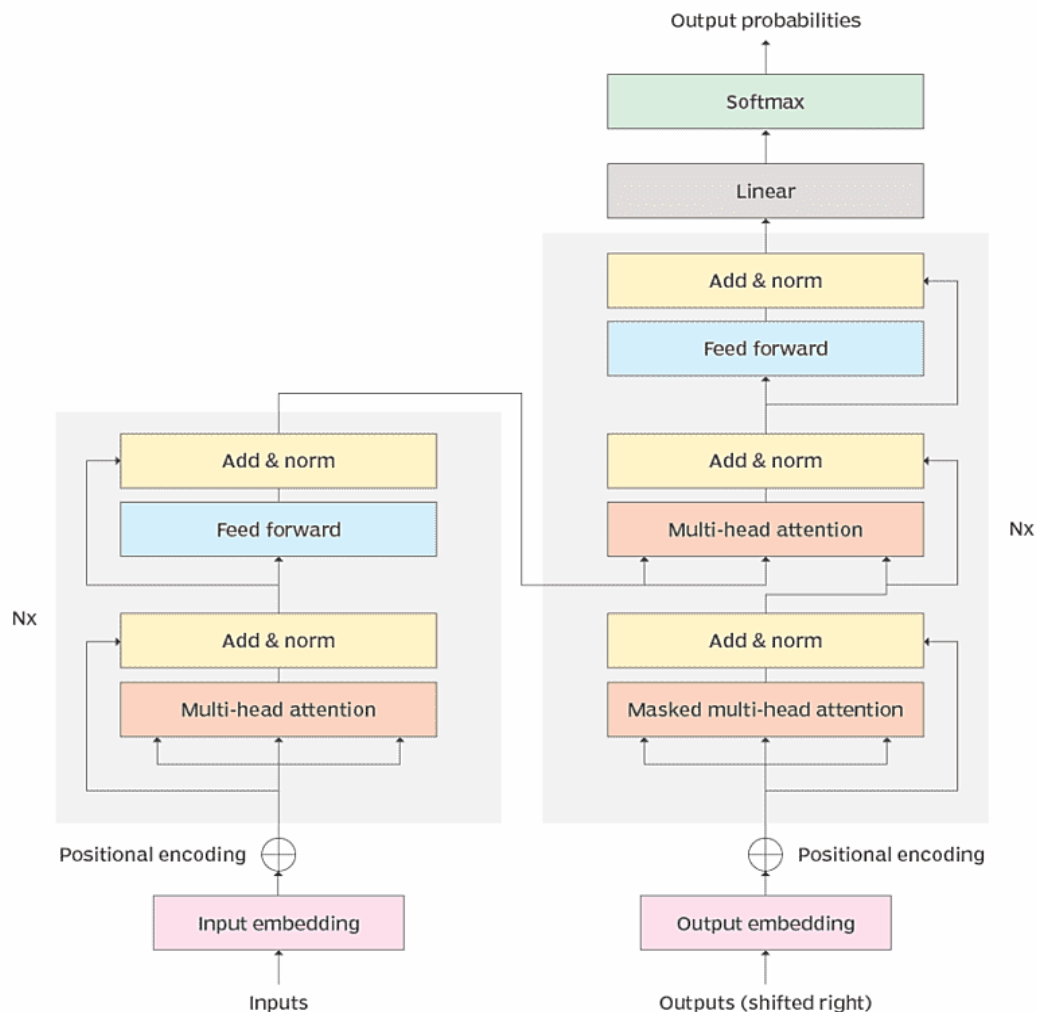 Output probabilities
Softmax
Linear
Add & norm
Feed forward
Add & norm
Multi-head attention
Nx
Add & norm
Masked multi-head attention
Positional encoding
Output embedding
Outputs (shifted right)
Add & norm
Feed forward
Nx
Add & norm
Multi-head attention
Positional encoding
Input embedding
Inputs